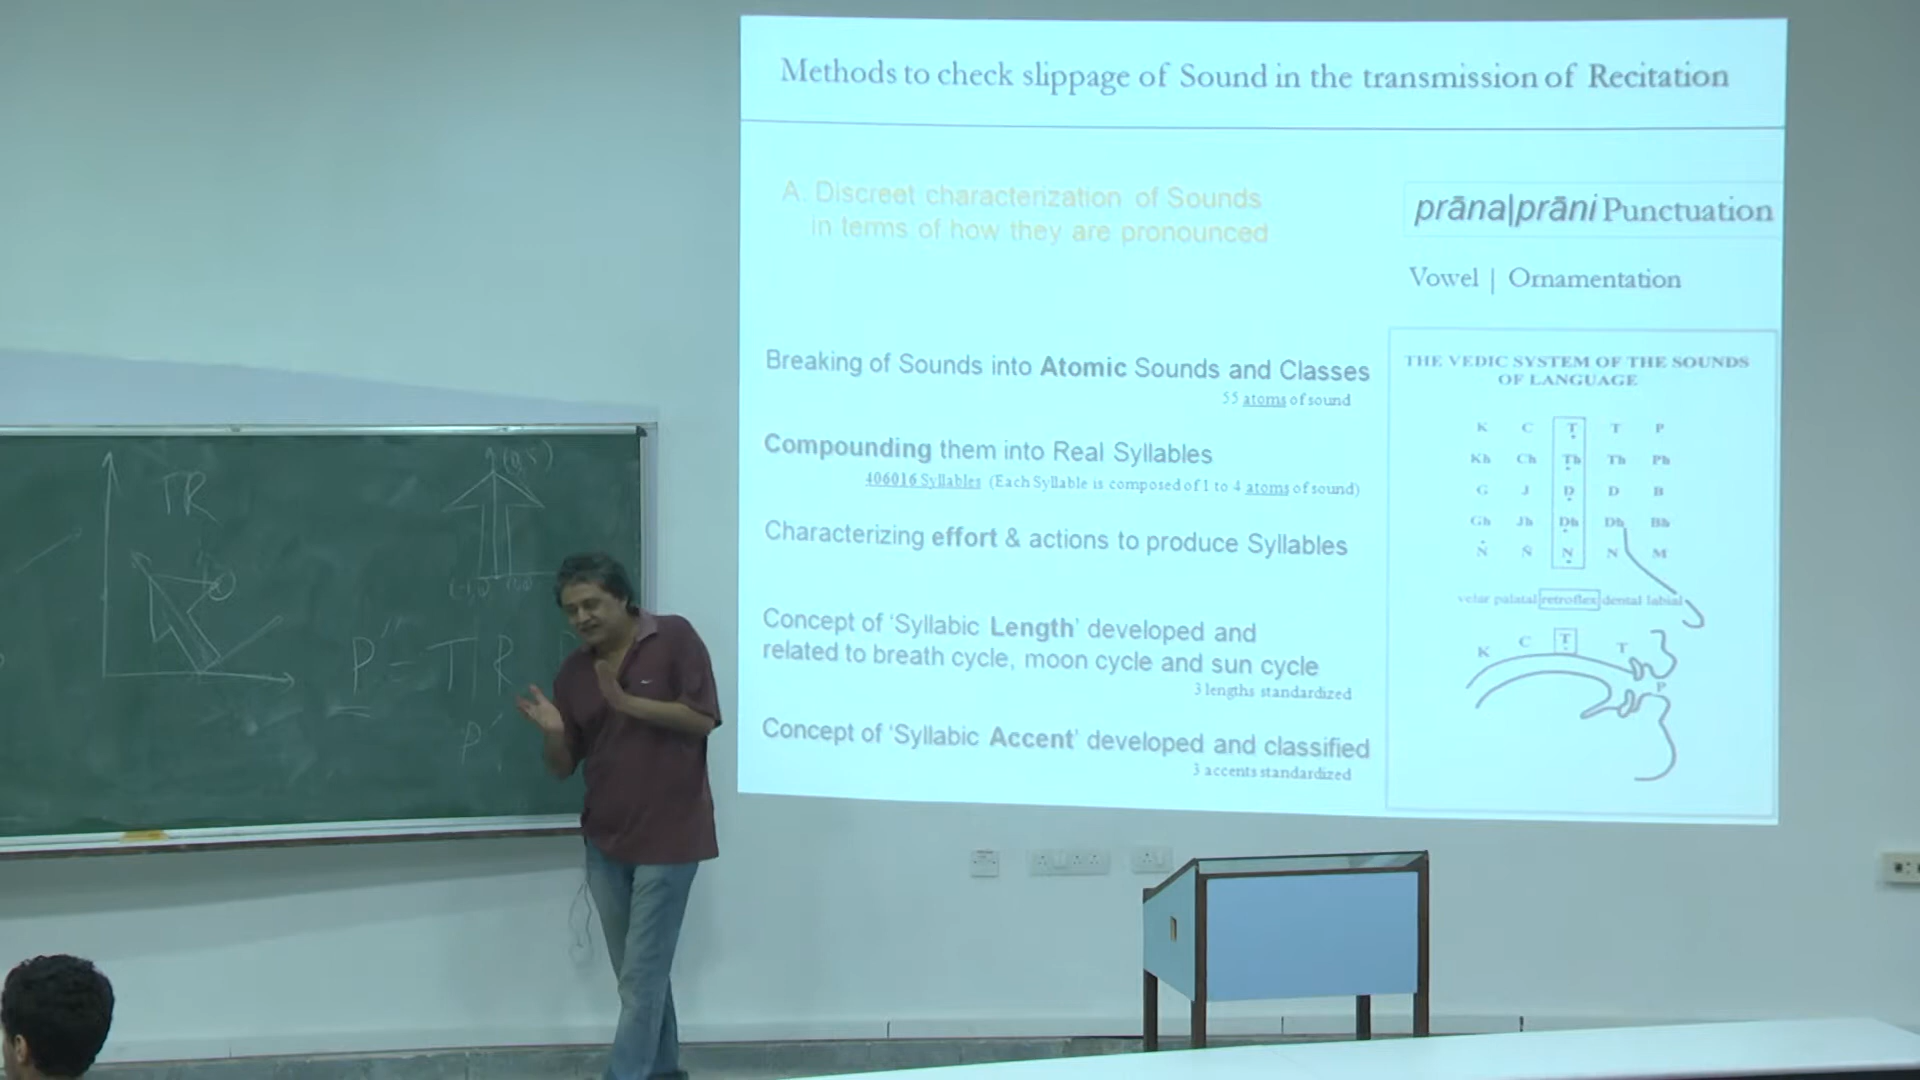 Methods to check slippage of Sound in the transmission of Recitation
A. Discreet characterization of Sounds
in terms of how they are pronounced
prāna|prāni Punctuation
Vowel | Ornamentation
Breaking of Sounds into Atomic Sounds and Classes
55 atoms of sound
Compounding them into Real Syllables
406016 Syllables (Each Syllable is composed of 1 to 4 atoms of sound)
Characterizing effort & actions to produce Syllables
Concept of 'Syllabic Length' developed and
related to breath cycle, moon cycle and sun cycle
3 lengths standardized
Concept of 'Syllabic Accent' developed and classified
3 accents standardized
THE VEDIC SYSTEM OF THE SOUNDS
OF LANGUAGE
K C Ṭ T P
Kh Ch Ṭh Th Ph
G J Ḍ D B
Gh Jh Ḍh Dh Bh
Ṅ Ñ Ṇ N M
velar palatal retroflex dental labial
K C Ṭ T
P
TR
P" = T|R
P'